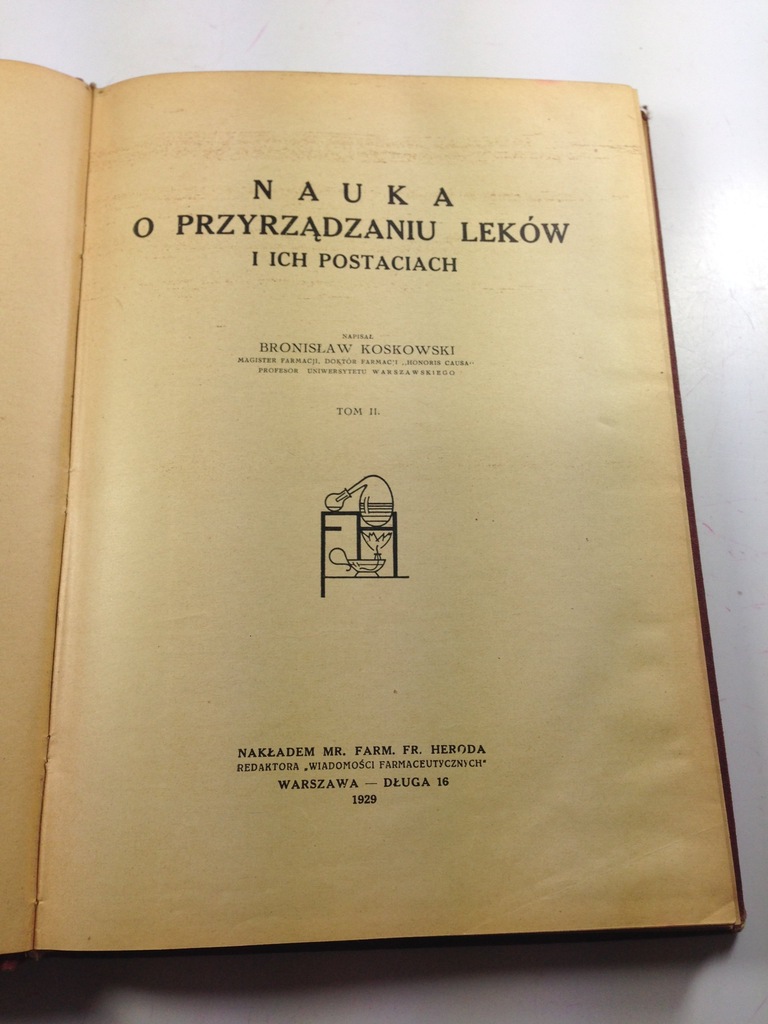 NAUKA
O PRZYRZĄDZANIU LEKÓW
I ICH POSTACIACH
NAPISAŁ
BRONISŁAW KOSKOWSKI
MAGISTER FARMACJI, DOKTÓR FARMACJI „HONORIS CAUSA"
PROFESOR UNIWERSYTETU WARSZAWSKIEGO
TOM II.
NAKŁADEM MR. FARM. FR. HERODA
REDAKTORA „WIADOMOŚCI FARMACEUTYCZNYCH"
WARSZAWA — DŁUGA 16
1929